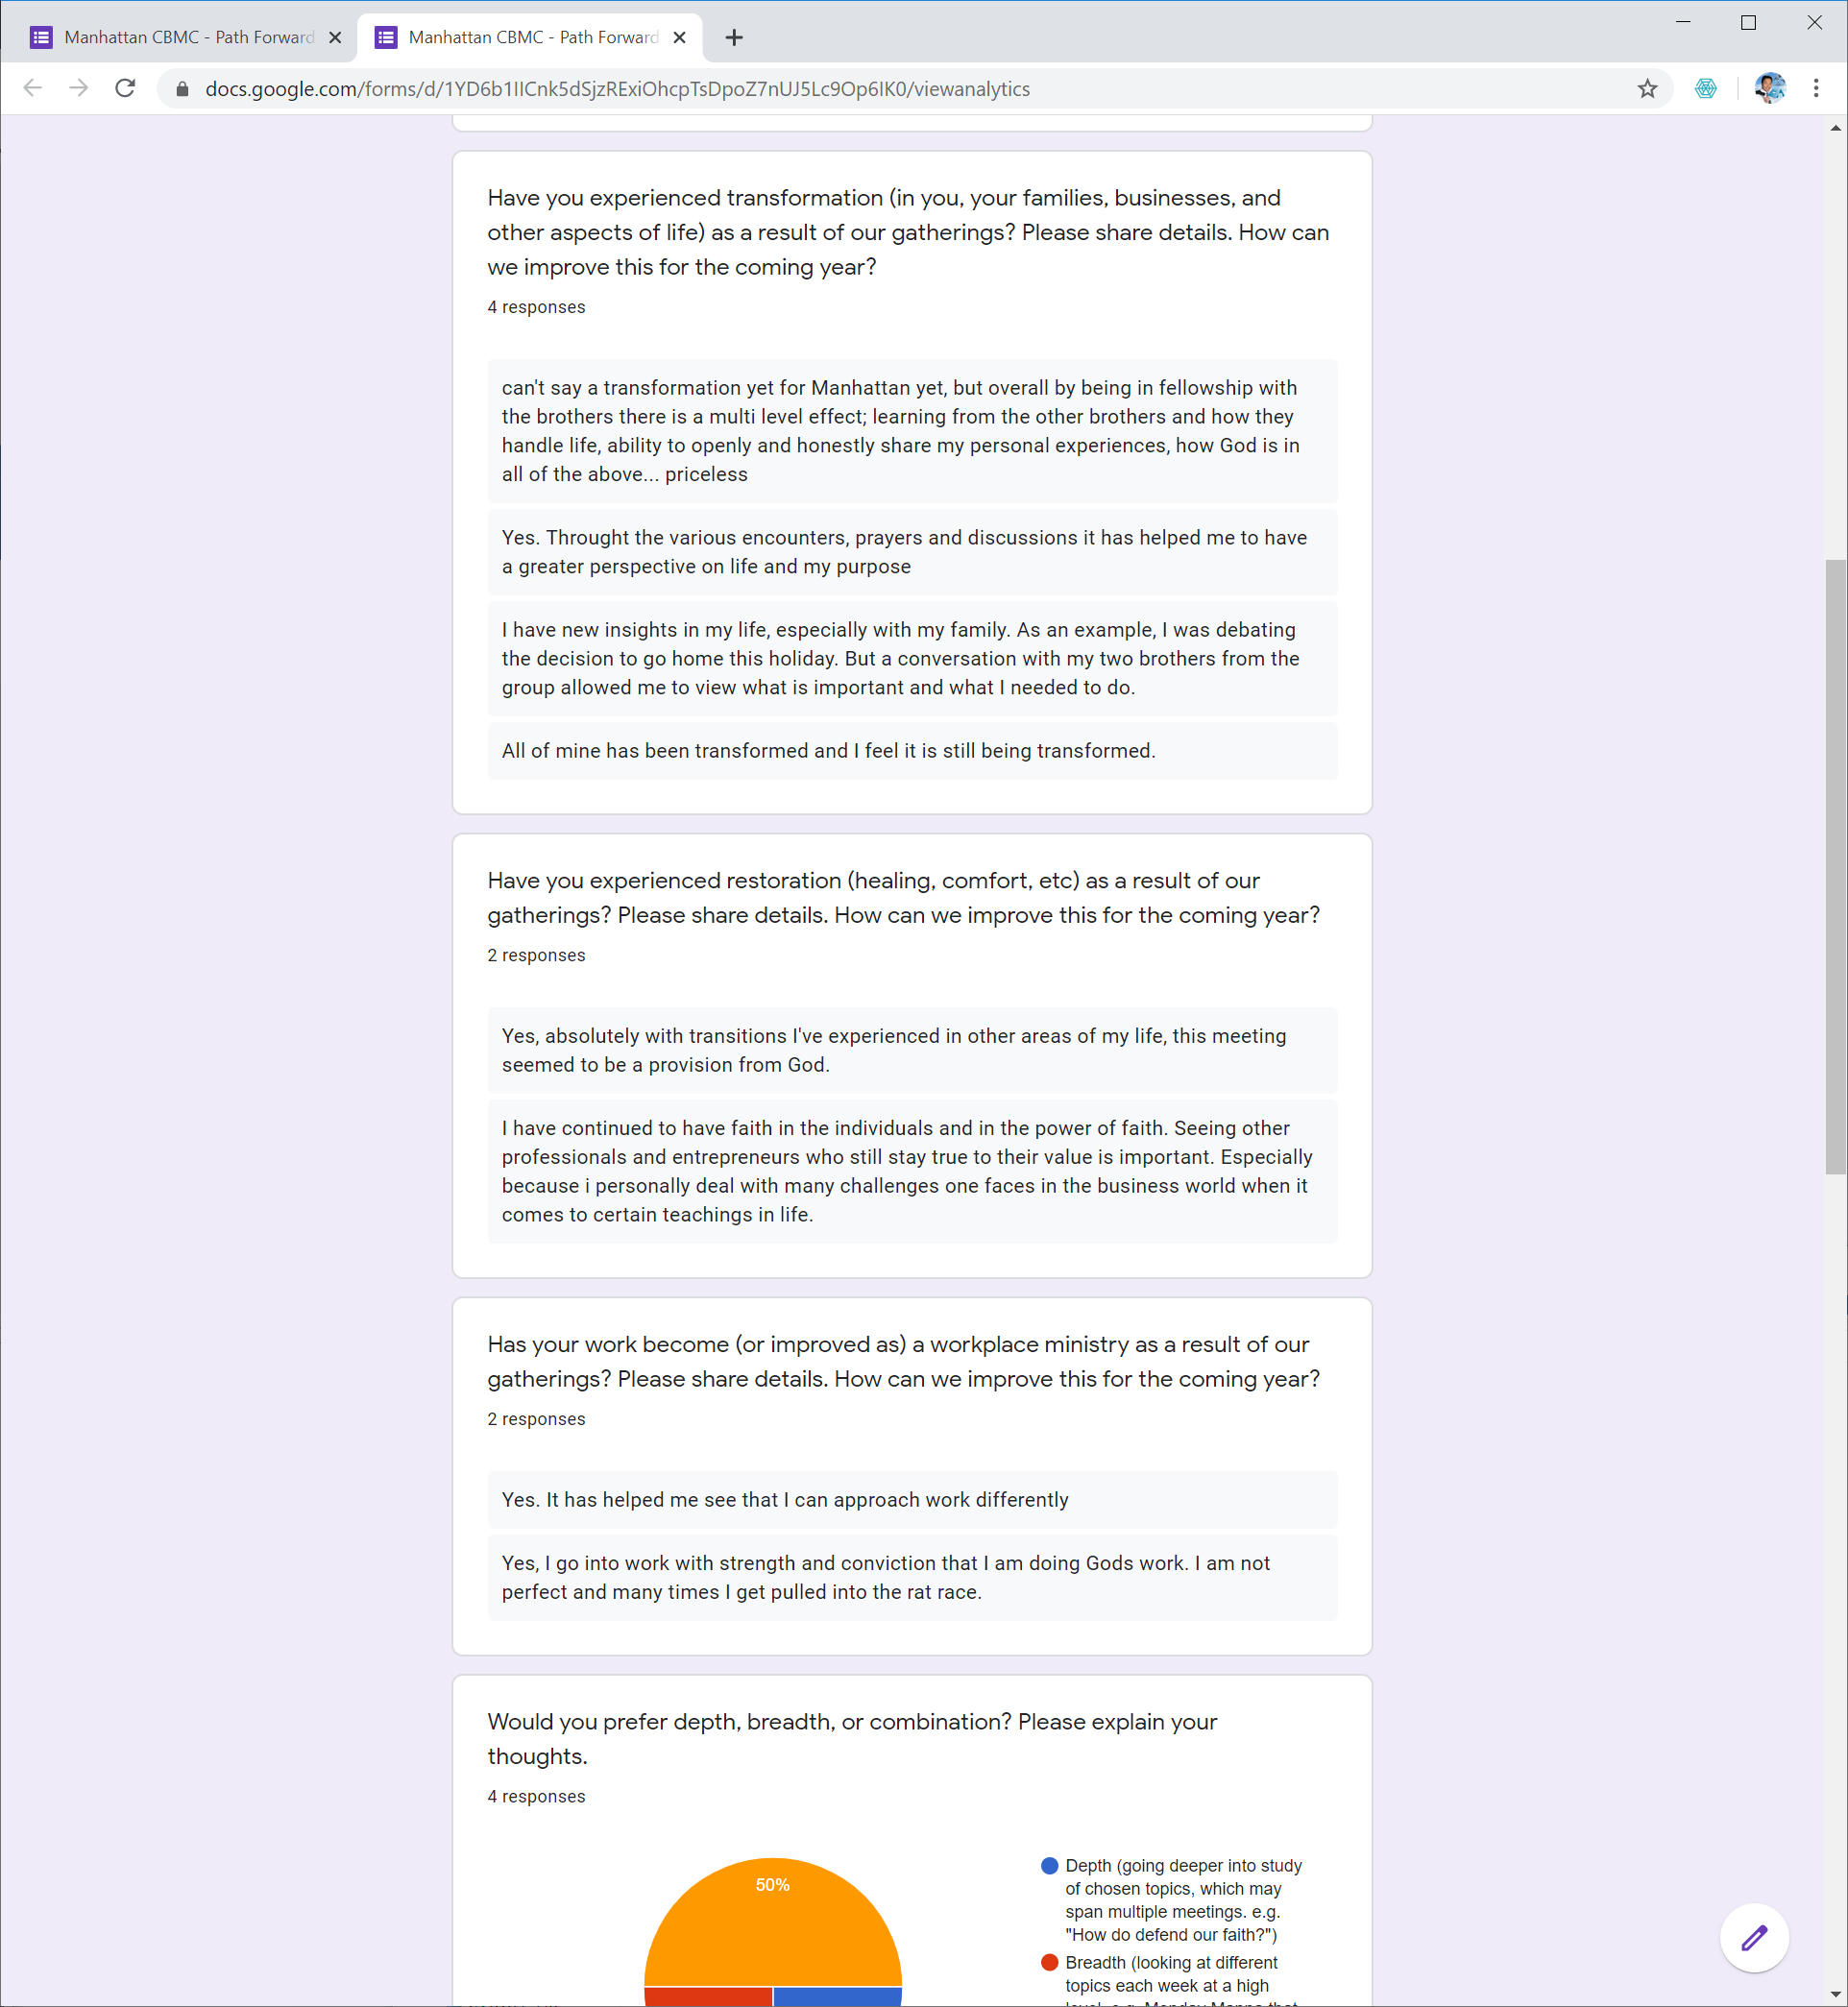 Manhattan CBMC - Path Forward
Manhattan CBMC - Path Forward
docs.google.com/forms/d/1YD6b1IICnk5dSjzRExiOhcpTsDpoZ7nUJ5Lc9Op6IK0/viewanalytics
Have you experienced transformation (in you, your families, businesses, and
other aspects of life) as a result of our gatherings? Please share details. How can
we improve this for the coming year?
4 responses
can't say a transformation yet for Manhattan yet, but overall by being in fellowship with
the brothers there is a multi level effect; learning from the other brothers and how they
handle life, ability to openly and honestly share my personal experiences, how God is in
all of the above... priceless
Yes. Throught the various encounters, prayers and discussions it has helped me to have
a greater perspective on life and my purpose
I have new insights in my life, especially with my family. As an example, I was debating
the decision to go home this holiday. But a conversation with my two brothers from the
group allowed me to view what is important and what I needed to do.
All of mine has been transformed and I feel it is still being transformed.
Have you experienced restoration (healing, comfort, etc) as a result of our
gatherings? Please share details. How can we improve this for the coming year?
2 responses
Yes, absolutely with transitions I've experienced in other areas of my life, this meeting
seemed to be a provision from God.
I have continued to have faith in the individuals and in the power of faith. Seeing other
professionals and entrepreneurs who still stay true to their value is important. Especially
because i personally deal with many challenges one faces in the business world when it
comes to certain teachings in life.
Has your work become (or improved as) a workplace ministry as a result of our
gatherings? Please share details. How can we improve this for the coming year?
2 responses
Yes. It has helped me see that I can approach work differently
Yes, I go into work with strength and conviction that I am doing Gods work. I am not
perfect and many times I get pulled into the rat race.
Would you prefer depth, breadth, or combination? Please explain your
thoughts.
4 responses
50%
Depth (going deeper into study
of chosen topics, which may
span multiple meetings. e.g.
"How do defend our faith?")
Breadth (looking at different
topics each week at a high